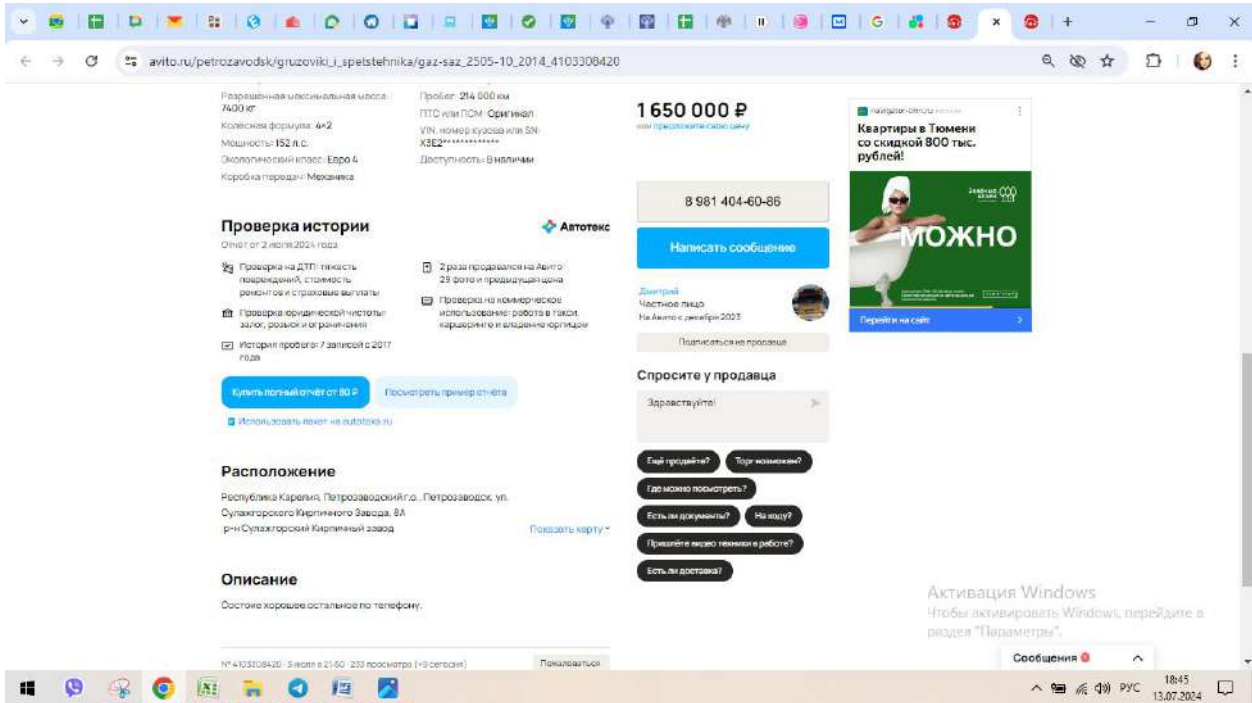 avito.ru/petrozavodsk/gruzoviki_i_spetstehnika/gaz-saz_2505-10_2014_4103308420
Разрешённая максимальная масса:
7400 кг
Колёсная формула: 4×2
Мощность: 152 л.с.
Экологический класс: Евро 4
Коробка передач: Механика
Пробег: 214 000 км
ПТС или ПСМ: Оригинал
VIN, номер кузова или SN:
X3E2*************
Доступность: В наличии
1 650 000 ₽
или предложите свою цену
8 981 404-60-86
Написать сообщение
Дмитрий
Частное лицо
На Авито с декабря 2023
Подписаться на продавца
Проверка истории
Автотекс
Отчёт от 2 июля 2024 года
Проверка на ДТП: тяжесть
повреждений, стоимость
ремонтов и страховые выплаты
Проверка юридической чистоты:
залог, розыск и ограничения
История пробега: 7 записей с 2017
года
2 раза продавался на Авито:
29 фото и предыдущая цена
Проверка на коммерческое
использование: работа в такси,
каршеринге и владение юрлицом
Купить полный отчёт от 80 ₽
Посмотреть пример отчёта
Использовать пакет на autoteka.ru
Спросите у продавца
Здравствуйте!
Ещё продаёте?
Торг возможен?
Где можно посмотреть?
Есть ли документы?
На ходу?
Пришлёте видео техники в работе?
Есть ли доставка?
Расположение
Республика Карелия, Петрозаводский г.о., Петрозаводск, ул.
Сулажгорского Кирпичного Завода, 8А
р-н Сулажгорский Кирпичный завод
Показать карту
Описание
Состоие хорошее.остальное по телефону.
№ 4103308420 · 3 июля в 21:50 · 233 просмотра (+5 сегодня)
Пожаловаться
Квартиры в Тюмени
со скидкой 800 тыс.
рублей!
МОЖНО
Перейти на сайт
Активация Windows
Чтобы активировать Windows, перейдите в
раздел "Параметры".
Сообщения
РУС
18:45
13.07.2024